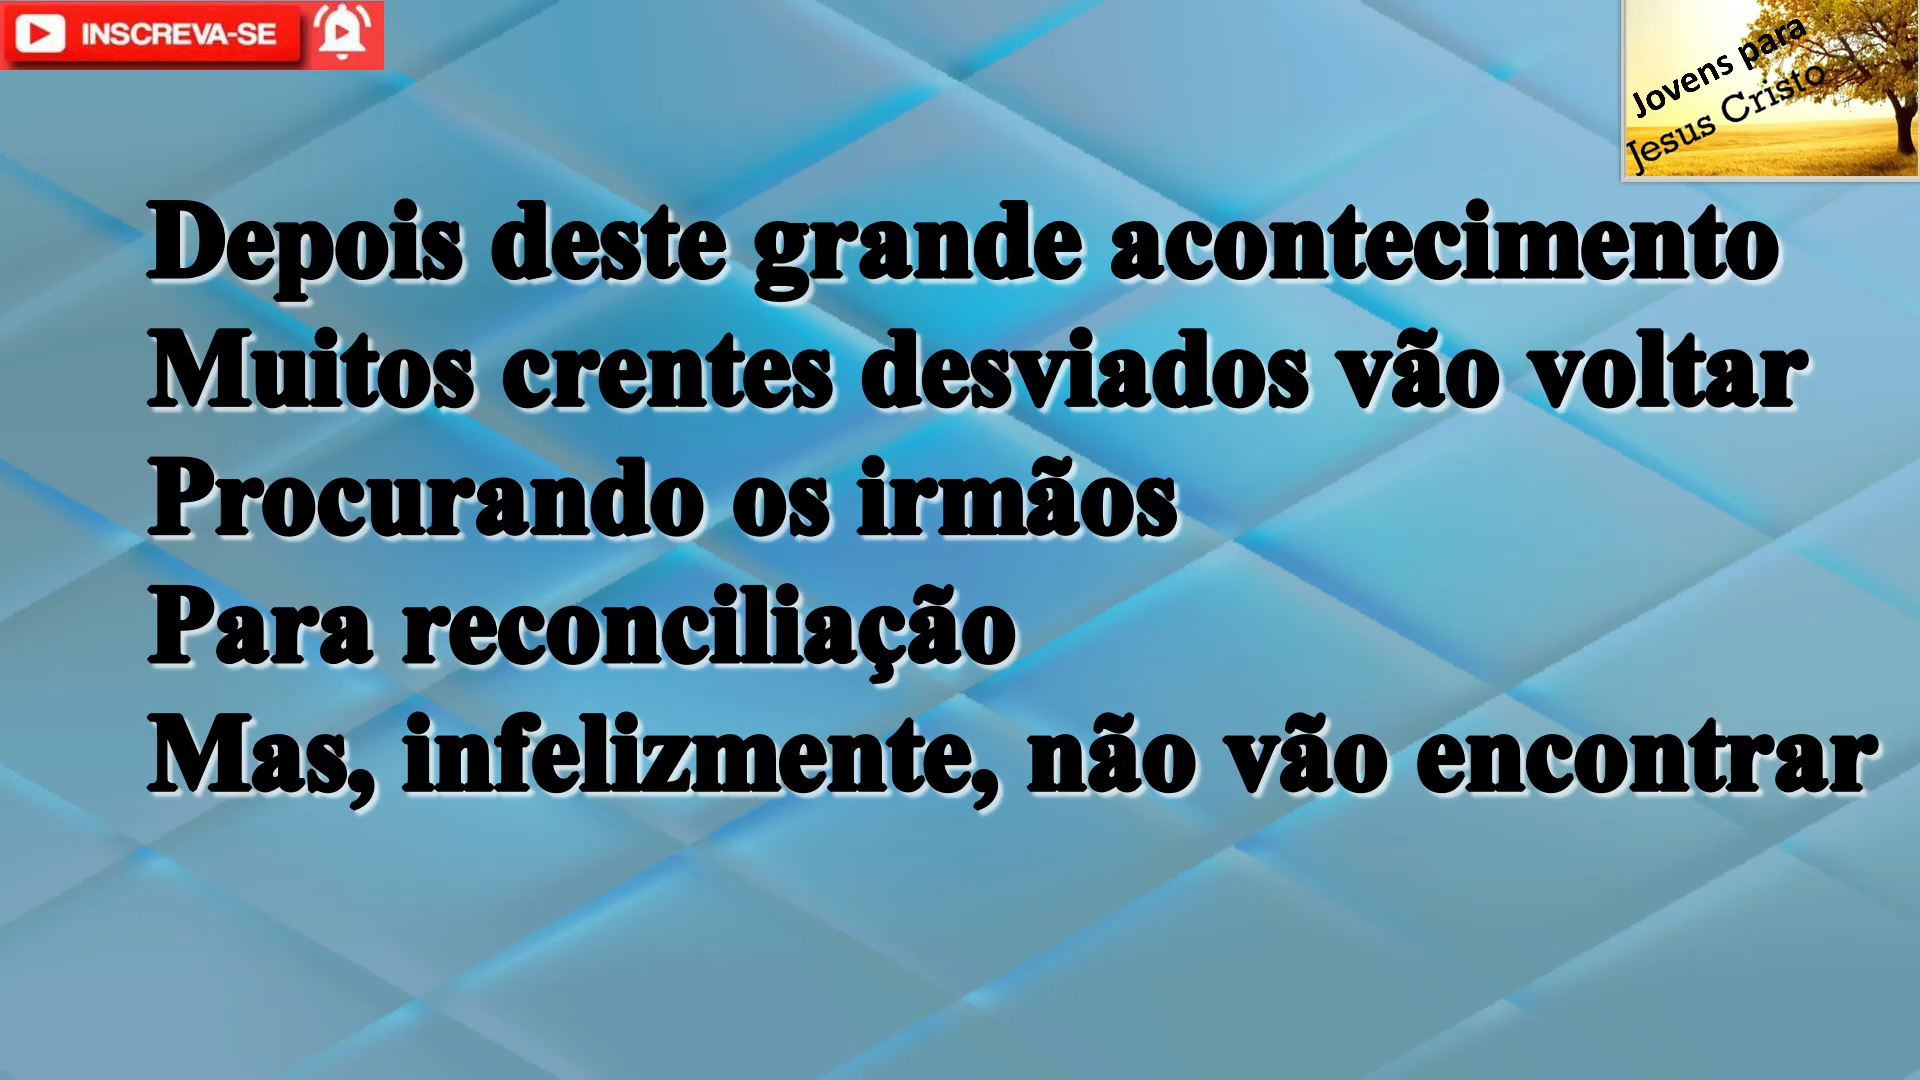 INSCREVA-SE
Jovens para
Jesus Cristo
Depois deste grande acontecimento
Muitos crentes desviados vão voltar
Procurando os irmãos
Para reconciliação
Mas, infelizmente, não vão encontrar